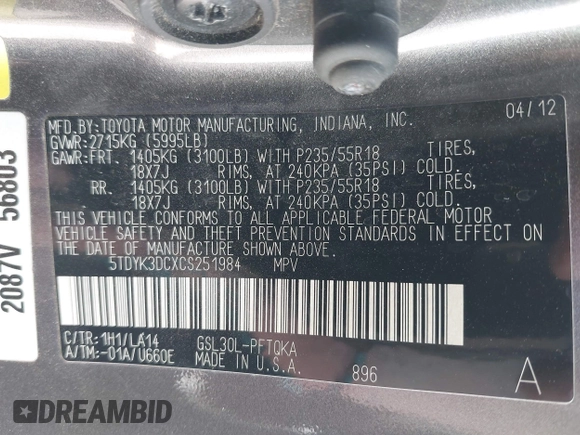 MFD.BY:TOYOTA MOTOR MANUFACTURING, INDIANA, INC. 04/12
GVWR:2715KG (5995LB)
GAWR:FRT. 1405KG (3100LB) WITH P235/55R18 TIRES,
18X7J RIMS, AT 240KPA (35PSI) COLD.
RR. 1405KG (3100LB) WITH P235/55R18 TIRES,
18X7J RIMS, AT 240KPA (35PSI) COLD.
THIS VEHICLE CONFORMS TO ALL APPLICABLE FEDERAL MOTOR
VEHICLE SAFETY AND THEFT PREVENTION STANDARDS IN EFFECT ON
THE DATE OF MANUFACTURE SHOWN ABOVE.
5TDYK3DCXCS251984 MPV
C/TR:1H1/LA14 GSL30L-PFTQKA
A/TM:-01A/U660E MADE IN U.S.A.
896 A
2087V 56803
DREAMBID